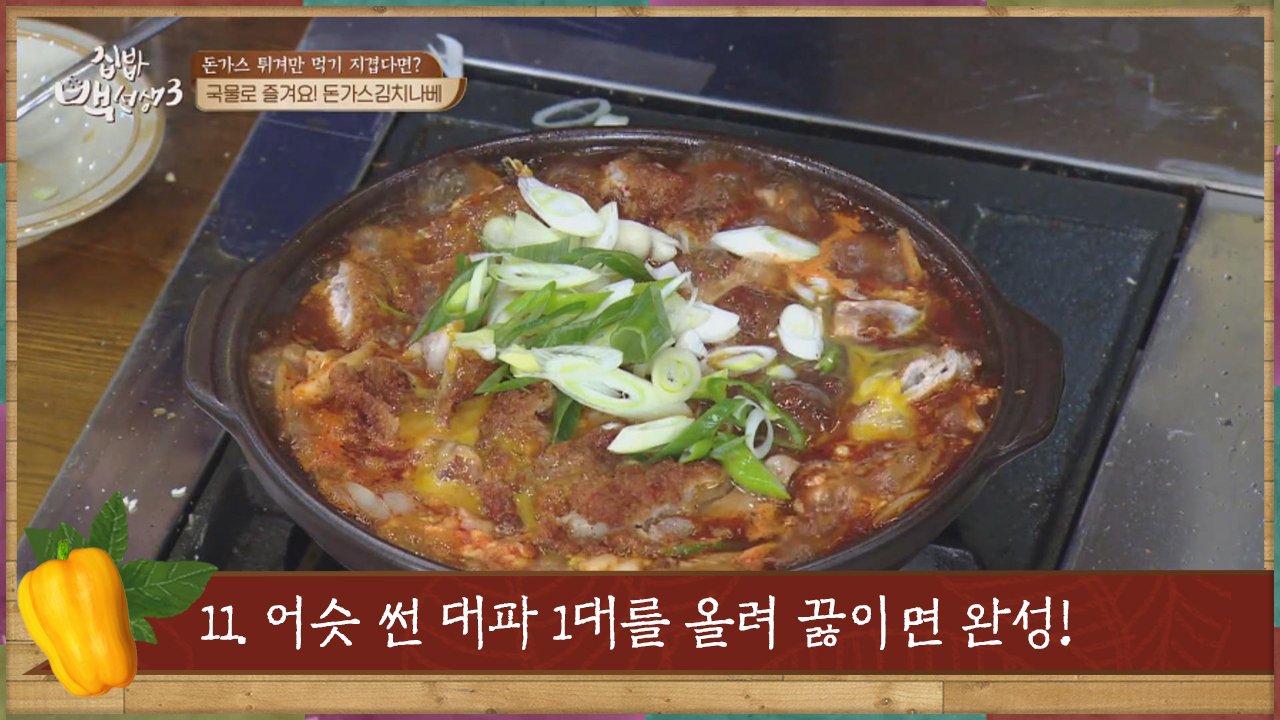 집밥
백선생3
돈가스 튀겨만 먹기 지겹다면?
국물로 즐겨요! 돈가스김치나베
11. 어슷 썬 대파 1대를 올려 끓이면 완성!